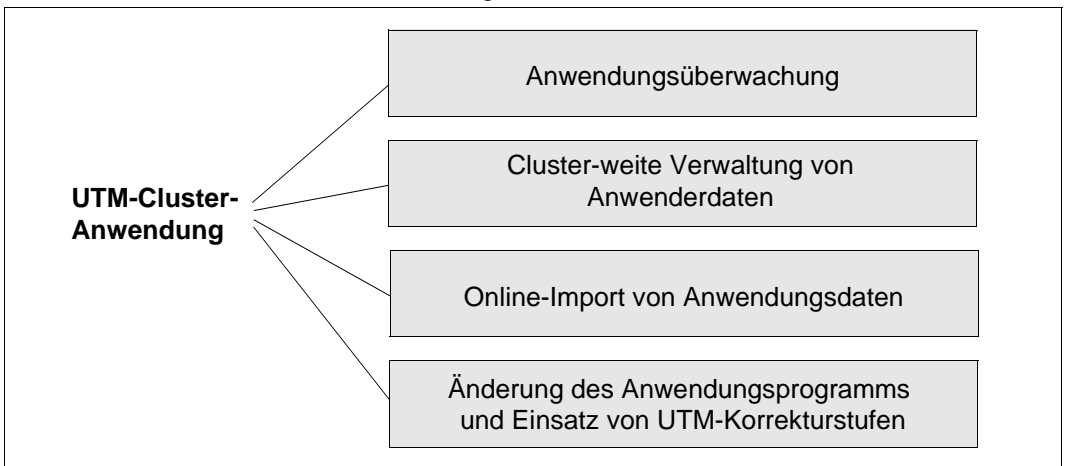 Anwendungsüberwachung
Cluster-weite Verwaltung von
Anwenderdaten
UTM-Cluster-
Anwendung
Online-Import von Anwendungsdaten
Änderung des Anwendungsprogramms
und Einsatz von UTM-Korrekturstufen